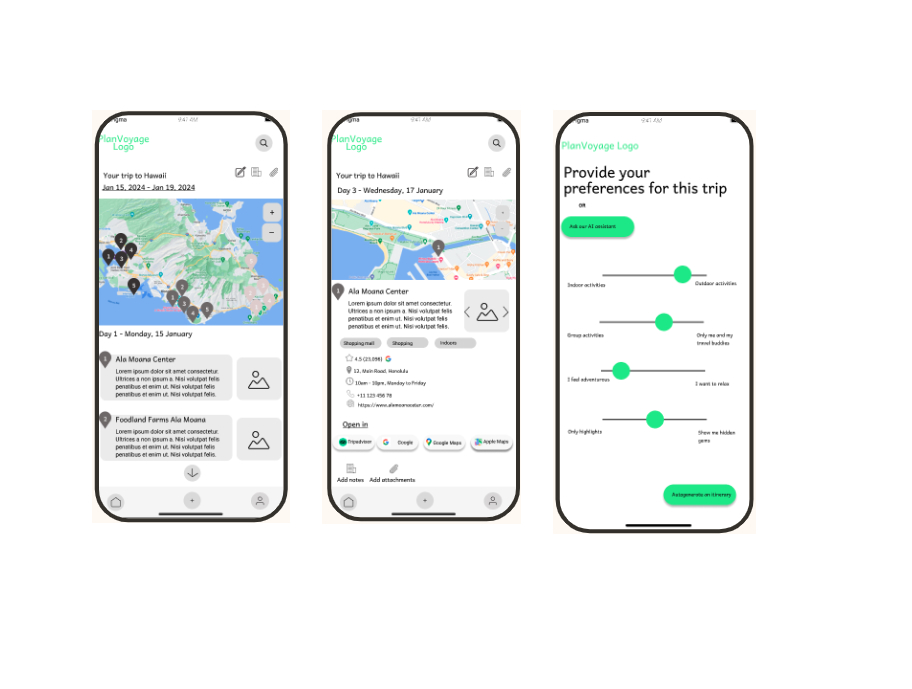 9:41 AM
PlanVoyage
Logo
Your trip to Hawaii
Jan 15, 2024 – Jan 19, 2024
+
−
2
1
4
3
5
2
1
3
4
5
Day 1 - Monday, 15 January
1
Ala Moana Center
Lorem ipsum dolor sit amet consectetur.
Ultrices a non ipsum a. Nisi volutpat felis
penatibus et enim ut. Nisi volutpat felis
penatibus et enim ut.
2
Foodland Farms Ala Moana
Lorem ipsum dolor sit amet consectetur.
Ultrices a non ipsum a. Nisi volutpat felis
penatibus et enim ut. Nisi volutpat felis
penatibus et enim ut.
+
9:41 AM
PlanVoyage
Logo
Your trip to Hawaii
Day 3 - Wednesday, 17 January
1
1
Ala Moana Center
Lorem ipsum dolor sit amet consectetur.
Ultrices a non ipsum a. Nisi volutpat felis
penatibus et enim ut. Nisi volutpat felis
penatibus et enim ut. Nisi volutpat felis.
Shopping mall
Shopping
Indoors
4.5 (23,098)
12, Main Road, Honolulu
10am - 10pm, Monday to Friday
+11 123 456 78
Open in
Tripadvisor
Google
Google Maps
Apple Maps
Add notes
Add attachments
+
9:41 AM
PlanVoyage Logo
Provide your
preferences for this trip
OR
Ask our AI assistant
Indoor activities
Outdoor activities
Group activities
Only me and my
travel buddies
I feel adventurous
I want to relax
Only highlights
Show me hidden
gems
Autogenerate an itinerary